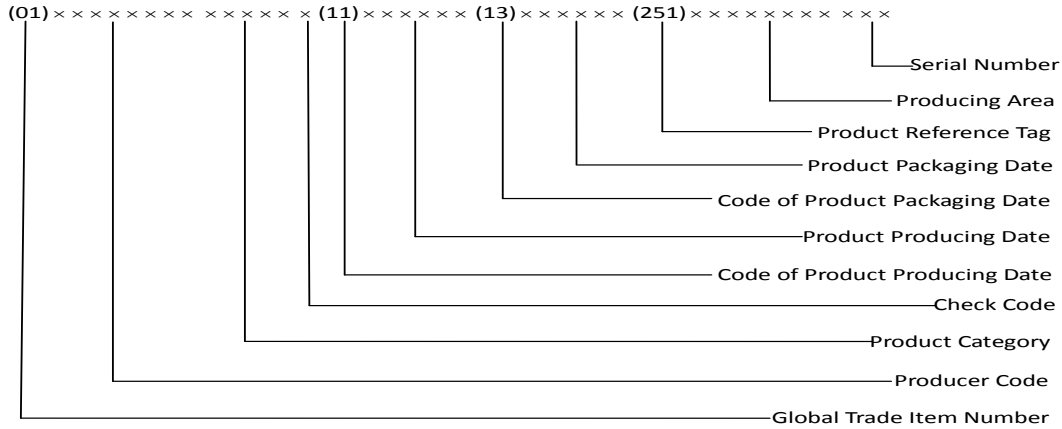 (01)× × × × × × × × × × × × × ×(11)× × × × × × (13)× × × × × × (251)× × × × × × × × × × ×
Serial Number
Producing Area
Product Reference Tag
Product Packaging Date
Code of Product Packaging Date
Product Producing Date
Code of Product Producing Date
Check Code
Product Category
Producer Code
Global Trade Item Number